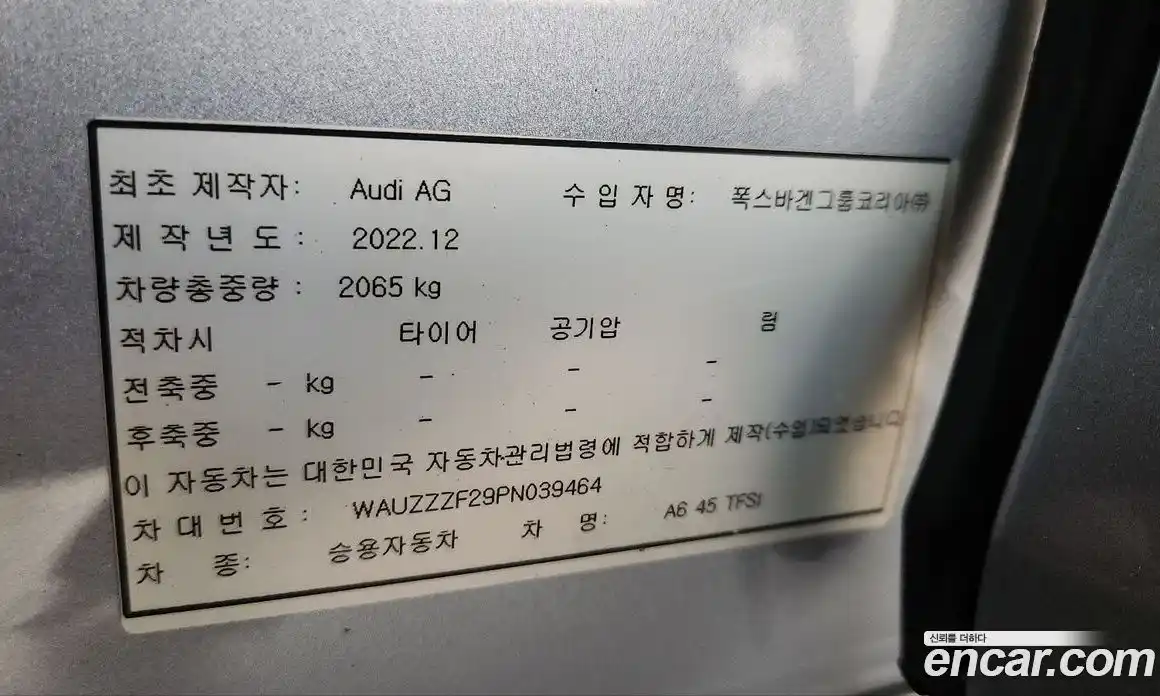 최초 제작자: Audi AG 수 입 자 명: 폭스바겐그룹코리아㈜
제 작 년 도 : 2022.12
차량총중량 : 2065 kg
적차시 타이어 공기압 림
전축중 - kg - - -
후축중 - kg - - -
이 자동차는 대한민국 자동차관리법령에 적합하게 제작(수입)되었습니다
차 대 번 호 : WAUZZZF29PN039464
차 종: 승용자동차 차 명: A6 45 TFSI
신뢰를 더하다
encar.com